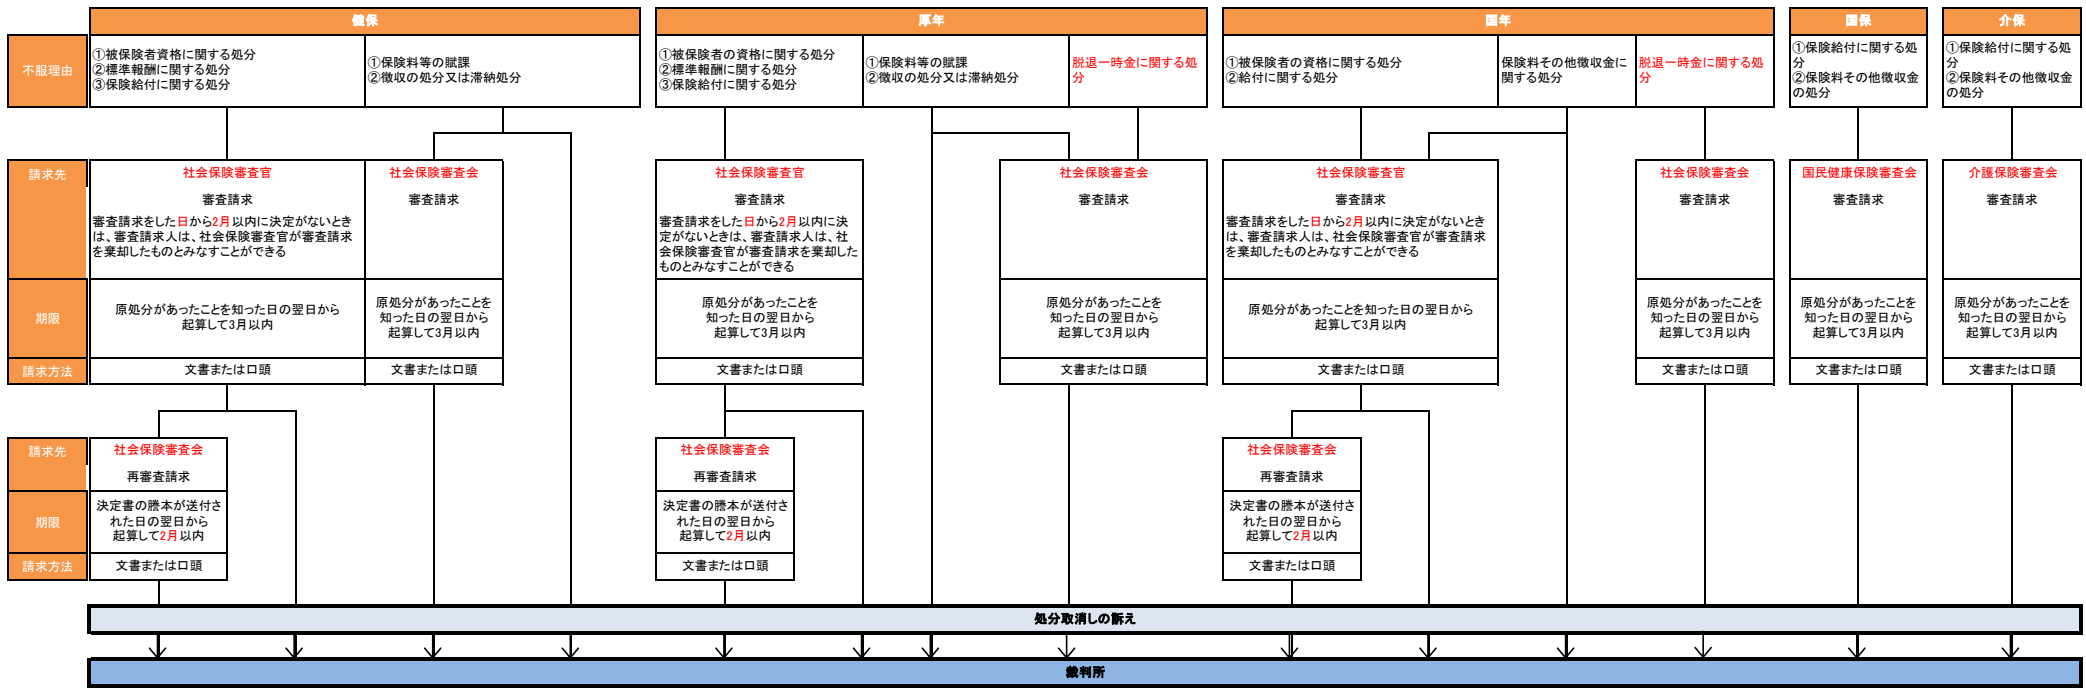 健保
厚年
国年
国保
介保
不服理由
①被保険者資格に関する処分
②標準報酬に関する処分
③保険給付に関する処分
①保険料等の賦課
②徴収の処分又は滞納処分
①被保険者の資格に関する処分
②標準報酬に関する処分
③保険給付に関する処分
①保険料等の賦課
②徴収の処分又は滞納処分
脱退一時金に関する処
分
①被保険者の資格に関する処分
②給付に関する処分
保険料その他徴収金に
関する処分
脱退一時金に関する処
分
①保険給付に関する処
分
②保険料その他徴収金
の処分
①保険給付に関する処
分
②保険料その他徴収金
の処分
請求先
社会保険審査官
審査請求
審査請求をした日から2月以内に決定がないとき
は、審査請求人は、社会保険審査官が審査請求
を棄却したものとみなすことができる
社会保険審査会
審査請求
社会保険審査官
審査請求
審査請求をした日から2月以内に決
定がないときは、審査請求人は、社
会保険審査官が審査請求を棄却した
ものとみなすことができる
社会保険審査会
審査請求
社会保険審査官
審査請求
審査請求をした日から2月以内に決定がないとき
は、審査請求人は、社会保険審査官が審査請求
を棄却したものとみなすことができる
社会保険審査会
審査請求
国民健康保険審査会
審査請求
介護保険審査会
審査請求
期限
原処分があったことを知った日の翌日から
起算して3月以内
原処分があったことを
知った日の翌日から
起算して3月以内
原処分があったことを
知った日の翌日から
起算して3月以内
原処分があったことを
知った日の翌日から
起算して3月以内
原処分があったことを知った日の翌日から
起算して3月以内
原処分があったことを
知った日の翌日から
起算して3月以内
原処分があったことを
知った日の翌日から
起算して3月以内
原処分があったことを
知った日の翌日から
起算して3月以内
請求方法
文書または口頭
文書または口頭
文書または口頭
文書または口頭
文書または口頭
文書または口頭
文書または口頭
文書または口頭
請求先
社会保険審査会
再審査請求
社会保険審査会
再審査請求
社会保険審査会
再審査請求
期限
決定書の謄本が送付さ
れた日の翌日から
起算して2月以内
決定書の謄本が送付さ
れた日の翌日から
起算して2月以内
決定書の謄本が送付さ
れた日の翌日から
起算して2月以内
請求方法
文書または口頭
文書または口頭
文書または口頭
処分取消しの訴え
裁判所